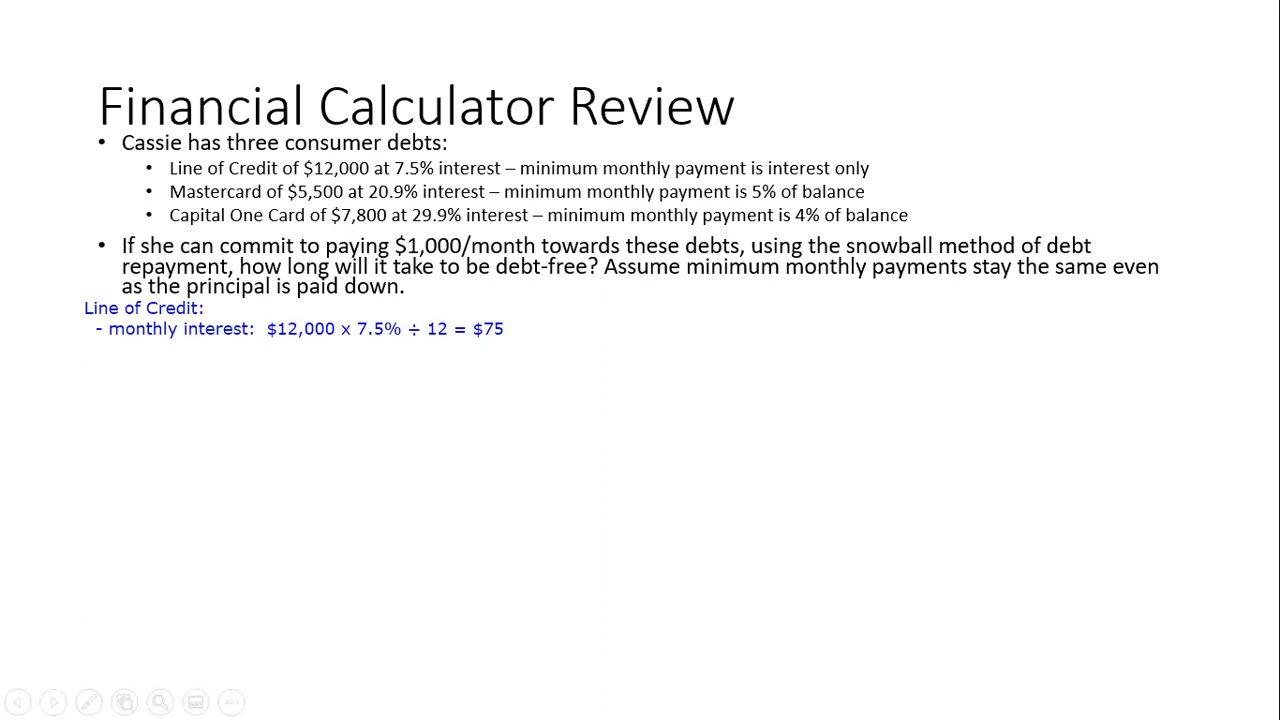 Financial Calculator Review
• Cassie has three consumer debts:
• Line of Credit of $12,000 at 7.5% interest – minimum monthly payment is interest only
• Mastercard of $5,500 at 20.9% interest – minimum monthly payment is 5% of balance
• Capital One Card of $7,800 at 29.9% interest – minimum monthly payment is 4% of balance
• If she can commit to paying $1,000/month towards these debts, using the snowball method of debt
repayment, how long will it take to be debt-free? Assume minimum monthly payments stay the same even
as the principal is paid down.
Line of Credit:
- monthly interest: $12,000 x 7.5% ÷ 12 = $75